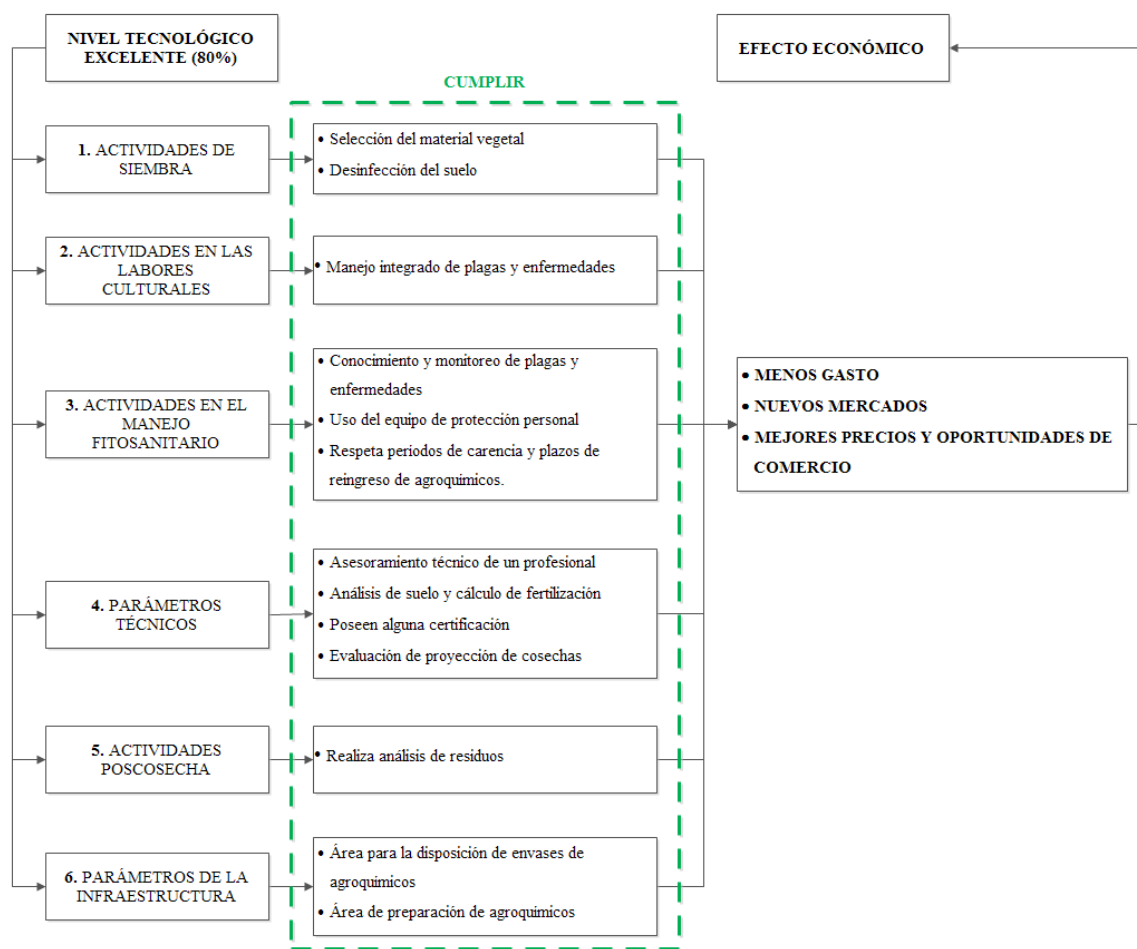 NIVEL TECNOLÓGICO
EXCELENTE (80%)
EFECTO ECONÓMICO
CUMPLIR
1. ACTIVIDADES DE
SIEMBRA
• Selección del material vegetal
• Desinfección del suelo
2. ACTIVIDADES EN LAS
LABORES
CULTURALES
• Manejo integrado de plagas y enfermedades
3. ACTIVIDADES EN EL
MANEJO
FITOSANITARIO
• Conocimiento y monitoreo de plagas y
enfermedades
• Uso del equipo de protección personal
• Respeta periodos de carencia y plazos de
reingreso de agroquimicos.
• MENOS GASTO
• NUEVOS MERCADOS
• MEJORES PRECIOS Y OPORTUNIDADES DE
COMERCIO
4. PARÁMETROS
TÉCNICOS
• Asesoramiento técnico de un profesional
• Análisis de suelo y cálculo de fertilización
• Poseen alguna certificación
• Evaluación de proyección de cosechas
5. ACTIVIDADES
POSCOSECHA
• Realiza análisis de residuos
6. PARÁMETROS DE LA
INFRAESTRUCTURA
• Área para la disposición de envases de
agroquimicos
• Área de preparación de agroquimicos